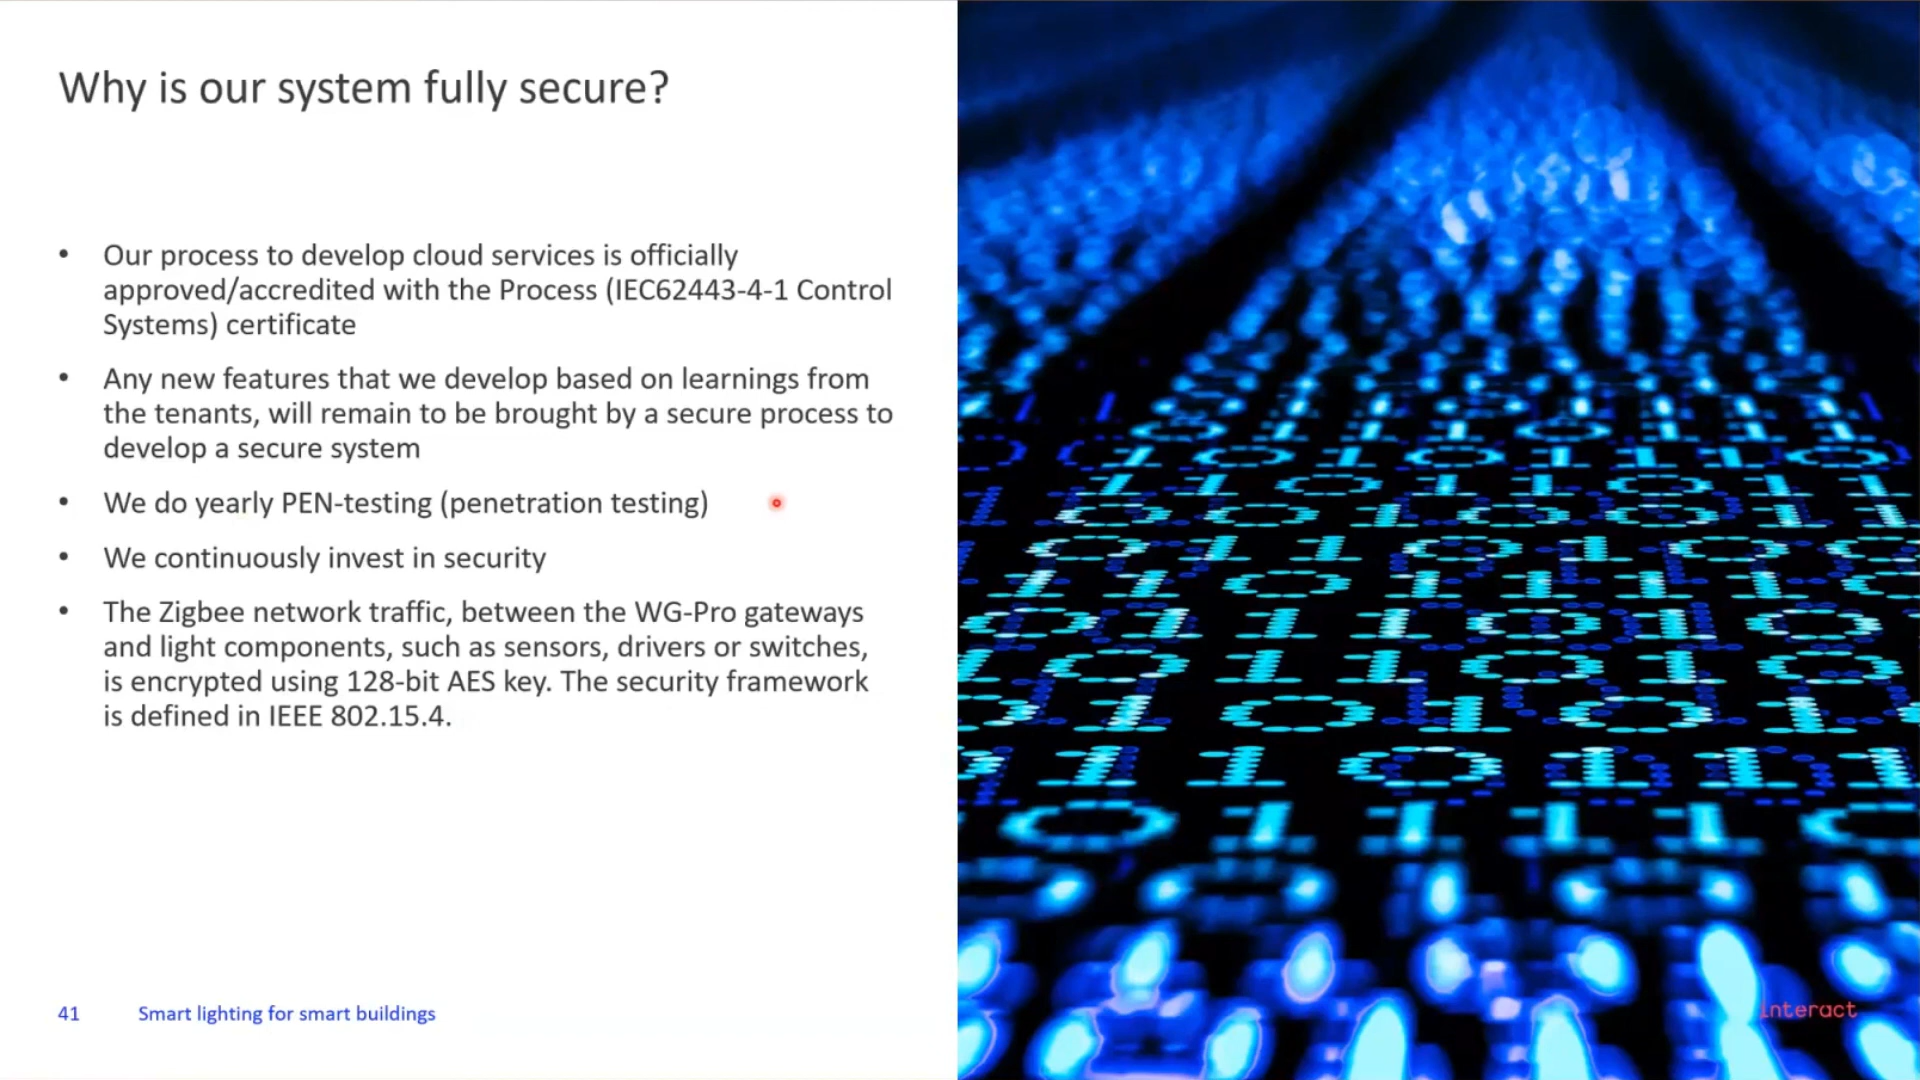 Why is our system fully secure?
• Our process to develop cloud services is officially
approved/accredited with the Process (IEC62443-4-1 Control
Systems) certificate
• Any new features that we develop based on learnings from
the tenants, will remain to be brought by a secure process to
develop a secure system
• We do yearly PEN-testing (penetration testing)
• We continuously invest in security
• The Zigbee network traffic, between the WG-Pro gateways
and light components, such as sensors, drivers or switches,
is encrypted using 128-bit AES key. The security framework
is defined in IEEE 802.15.4.
41 Smart lighting for smart buildings
interact